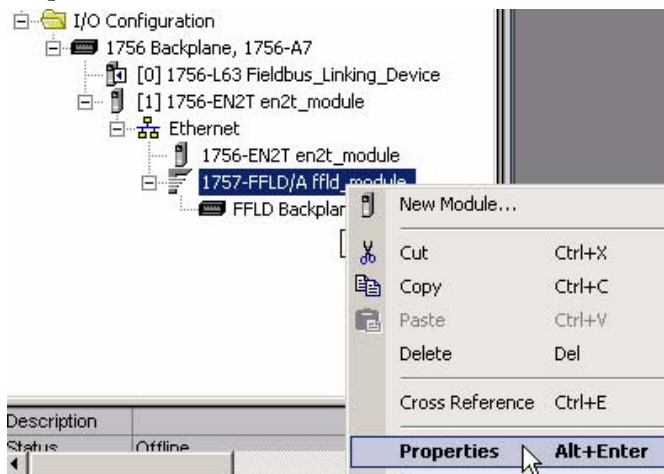 I/O Configuration
1756 Backplane, 1756-A7
[0] 1756-L63 Fieldbus_Linking_Device
[1] 1756-EN2T en2t_module
Ethernet
1756-EN2T en2t_module
1757-FFLD/A ffld_module
FFLD Backplan
New Module...
Cut Ctrl+X
Copy Ctrl+C
Paste Ctrl+V
Delete Del
Cross Reference Ctrl+E
Properties Alt+Enter
Description
Status Offline